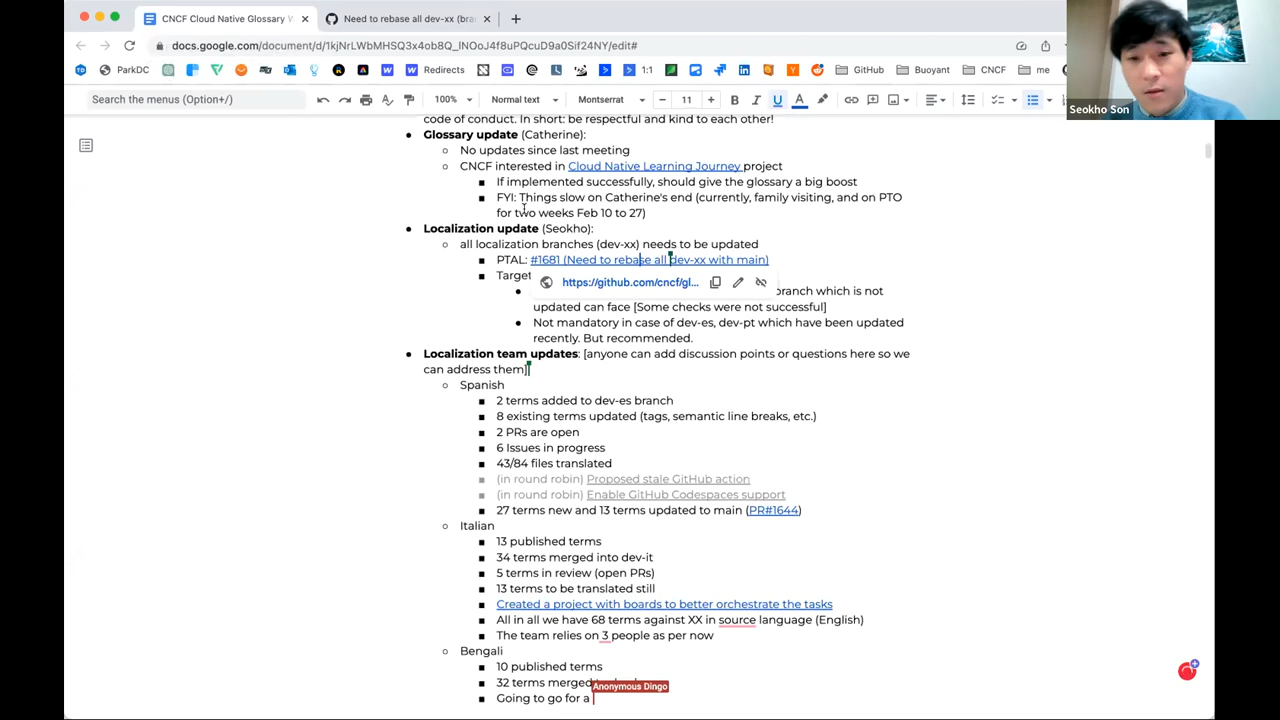 CNCF Cloud Native Glossary W
Need to rebase all dev-xx (bra
docs.google.com/document/d/1kjNrLWbMHSQ3x4ob8Q_INOoJ4f8uPQcuD9a0Sif24NY/edit#
ParkDC
Redirects
1:1
GitHub
Buoyant
CNCF
me
Seokho Son
Search the menus (Option+/)
100%
Normal text
Montserrat
11
code of conduct. In short: be respectful and kind to each other!
Glossary update (Catherine):
No updates since last meeting
CNCF interested in Cloud Native Learning Journey project
If implemented successfully, should give the glossary a big boost
FYI: Things slow on Catherine's end (currently, family visiting, and on PTO
for two weeks Feb 10 to 27)
Localization update (Seokho):
all localization branches (dev-xx) needs to be updated
PTAL: #1681 (Need to rebase all dev-xx with main)
Target
https://github.com/cncf/gl...
branch which is not
updated can face [Some checks were not successful]
Not mandatory in case of dev-es, dev-pt which have been updated
recently. But recommended.
Localization team updates: [anyone can add discussion points or questions here so we
can address them]
Spanish
2 terms added to dev-es branch
8 existing terms updated (tags, semantic line breaks, etc.)
2 PRs are open
6 Issues in progress
43/84 files translated
(in round robin) Proposed stale GitHub action
(in round robin) Enable GitHub Codespaces support
27 terms new and 13 terms updated to main (PR#1644)
Italian
13 published terms
34 terms merged into dev-it
5 terms in review (open PRs)
13 terms to be translated still
Created a project with boards to better orchestrate the tasks
All in all we have 68 terms against XX in source language (English)
The team relies on 3 people as per now
Bengali
10 published terms
32 terms merged
Anonymous Dingo
Going to go for a